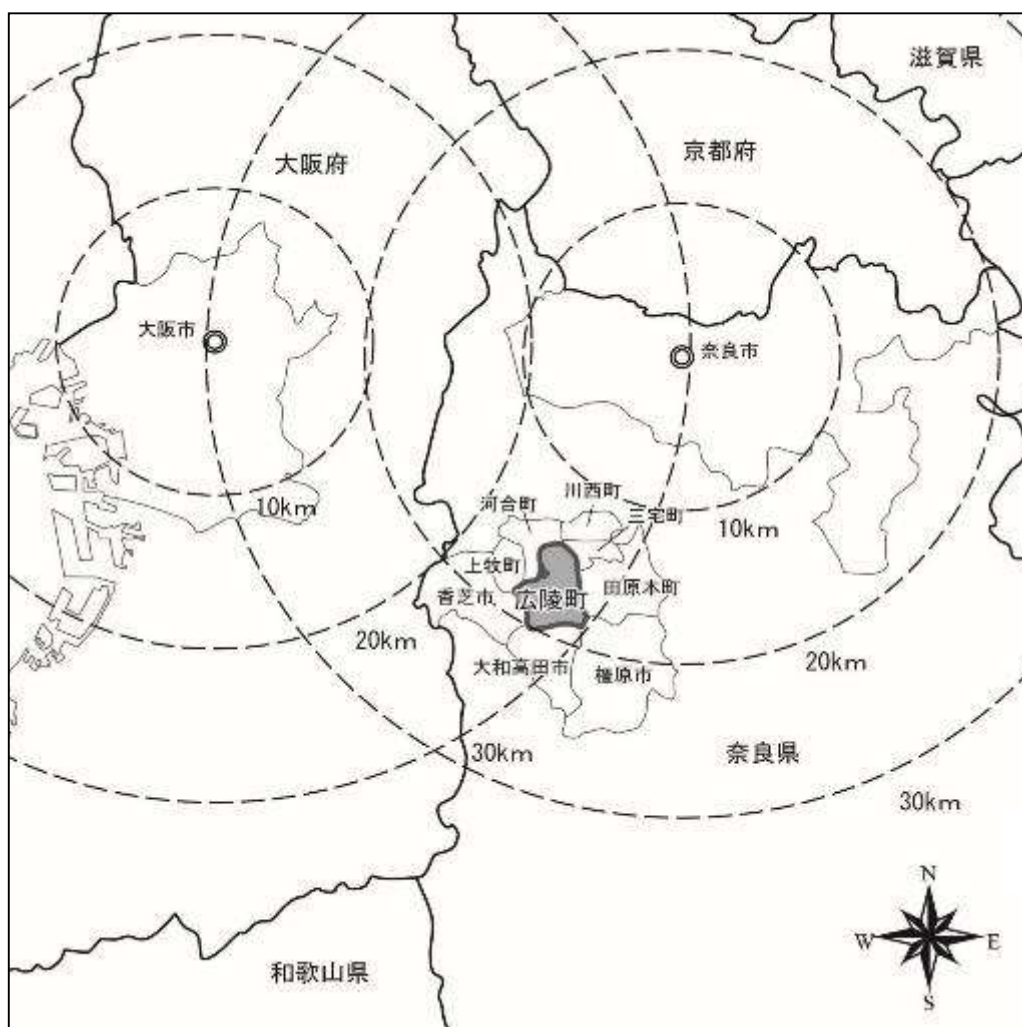 滋賀県
京都府
大阪府
大阪市
奈良市
10km
川西町
河合町
三宅町
10km
上牧町
田原本町
香芝市
広陵町
20km
20km
大和高田市
橿原市
30km
奈良県
30km
N
W
E
S
和歌山県